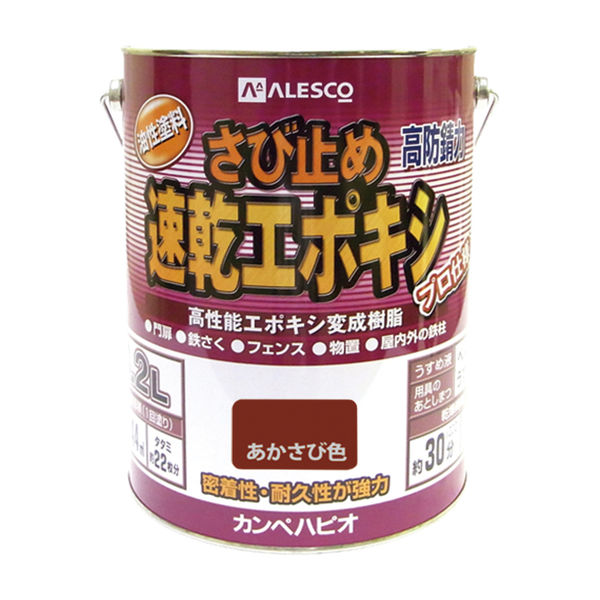 ALESCO
油性塗料
さび止め
高防錆力
速乾エポキシ
プロ仕様
高性能エポキシ変成樹脂
●門扉●鉄さく●フェンス●物置●屋内外の鉄柱
2L
(1回塗り)
タタミ
約22枚分
うすめ液
用具の
あとしまつ
約30分
あかさび色
密着性・耐久性が強力
カンペハピオ